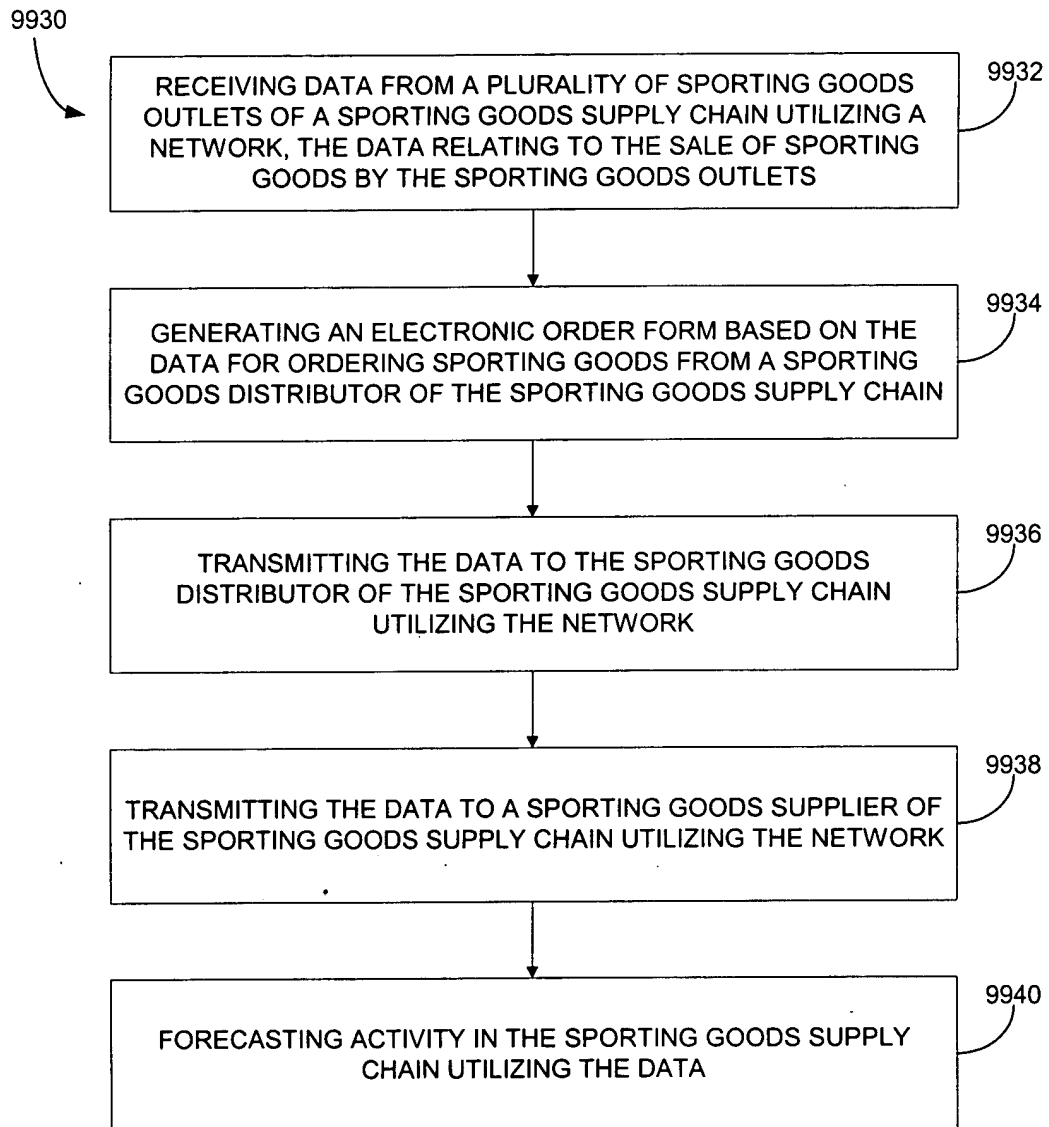 9930
9932
RECEIVING DATA FROM A PLURALITY OF SPORTING GOODS
OUTLETS OF A SPORTING GOODS SUPPLY CHAIN UTILIZING A
NETWORK, THE DATA RELATING TO THE SALE OF SPORTING
GOODS BY THE SPORTING GOODS OUTLETS
9934
GENERATING AN ELECTRONIC ORDER FORM BASED ON THE
DATA FOR ORDERING SPORTING GOODS FROM A SPORTING
GOODS DISTRIBUTOR OF THE SPORTING GOODS SUPPLY CHAIN
9936
TRANSMITTING THE DATA TO THE SPORTING GOODS
DISTRIBUTOR OF THE SPORTING GOODS SUPPLY CHAIN
UTILIZING THE NETWORK
9938
TRANSMITTING THE DATA TO A SPORTING GOODS SUPPLIER OF
THE SPORTING GOODS SUPPLY CHAIN UTILIZING THE NETWORK
9940
FORECASTING ACTIVITY IN THE SPORTING GOODS SUPPLY
CHAIN UTILIZING THE DATA